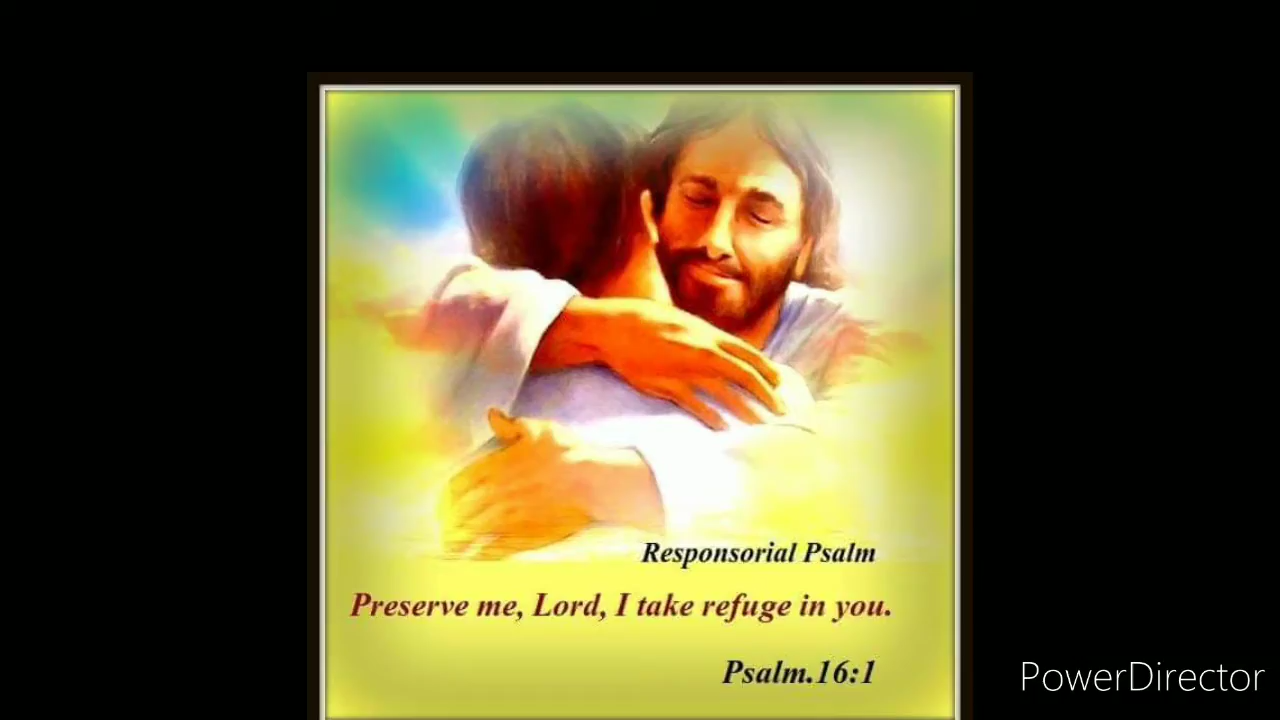 Responsorial Psalm
Preserve me, Lord, I take refuge in you.
Psalm.16:1
PowerDirector